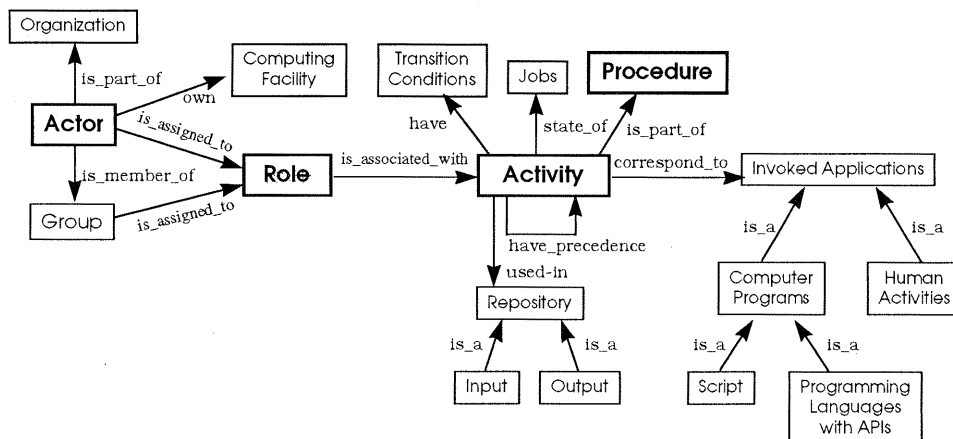 Organization
is_part_of
Computing
Facility
own
Actor
is_assigned_to
is_member_of
Group
is_assigned_to
Role
is_associated_with
Transition
Conditions
Jobs
Procedure
have
state_of
is_part_of
Activity
correspond_to
Invoked Applications
have_precedence
used-in
Repository
is_a
is_a
Input
Output
is_a
is_a
Computer
Programs
Human
Activities
is_a
is_a
Script
Programming
Languages
with APIs